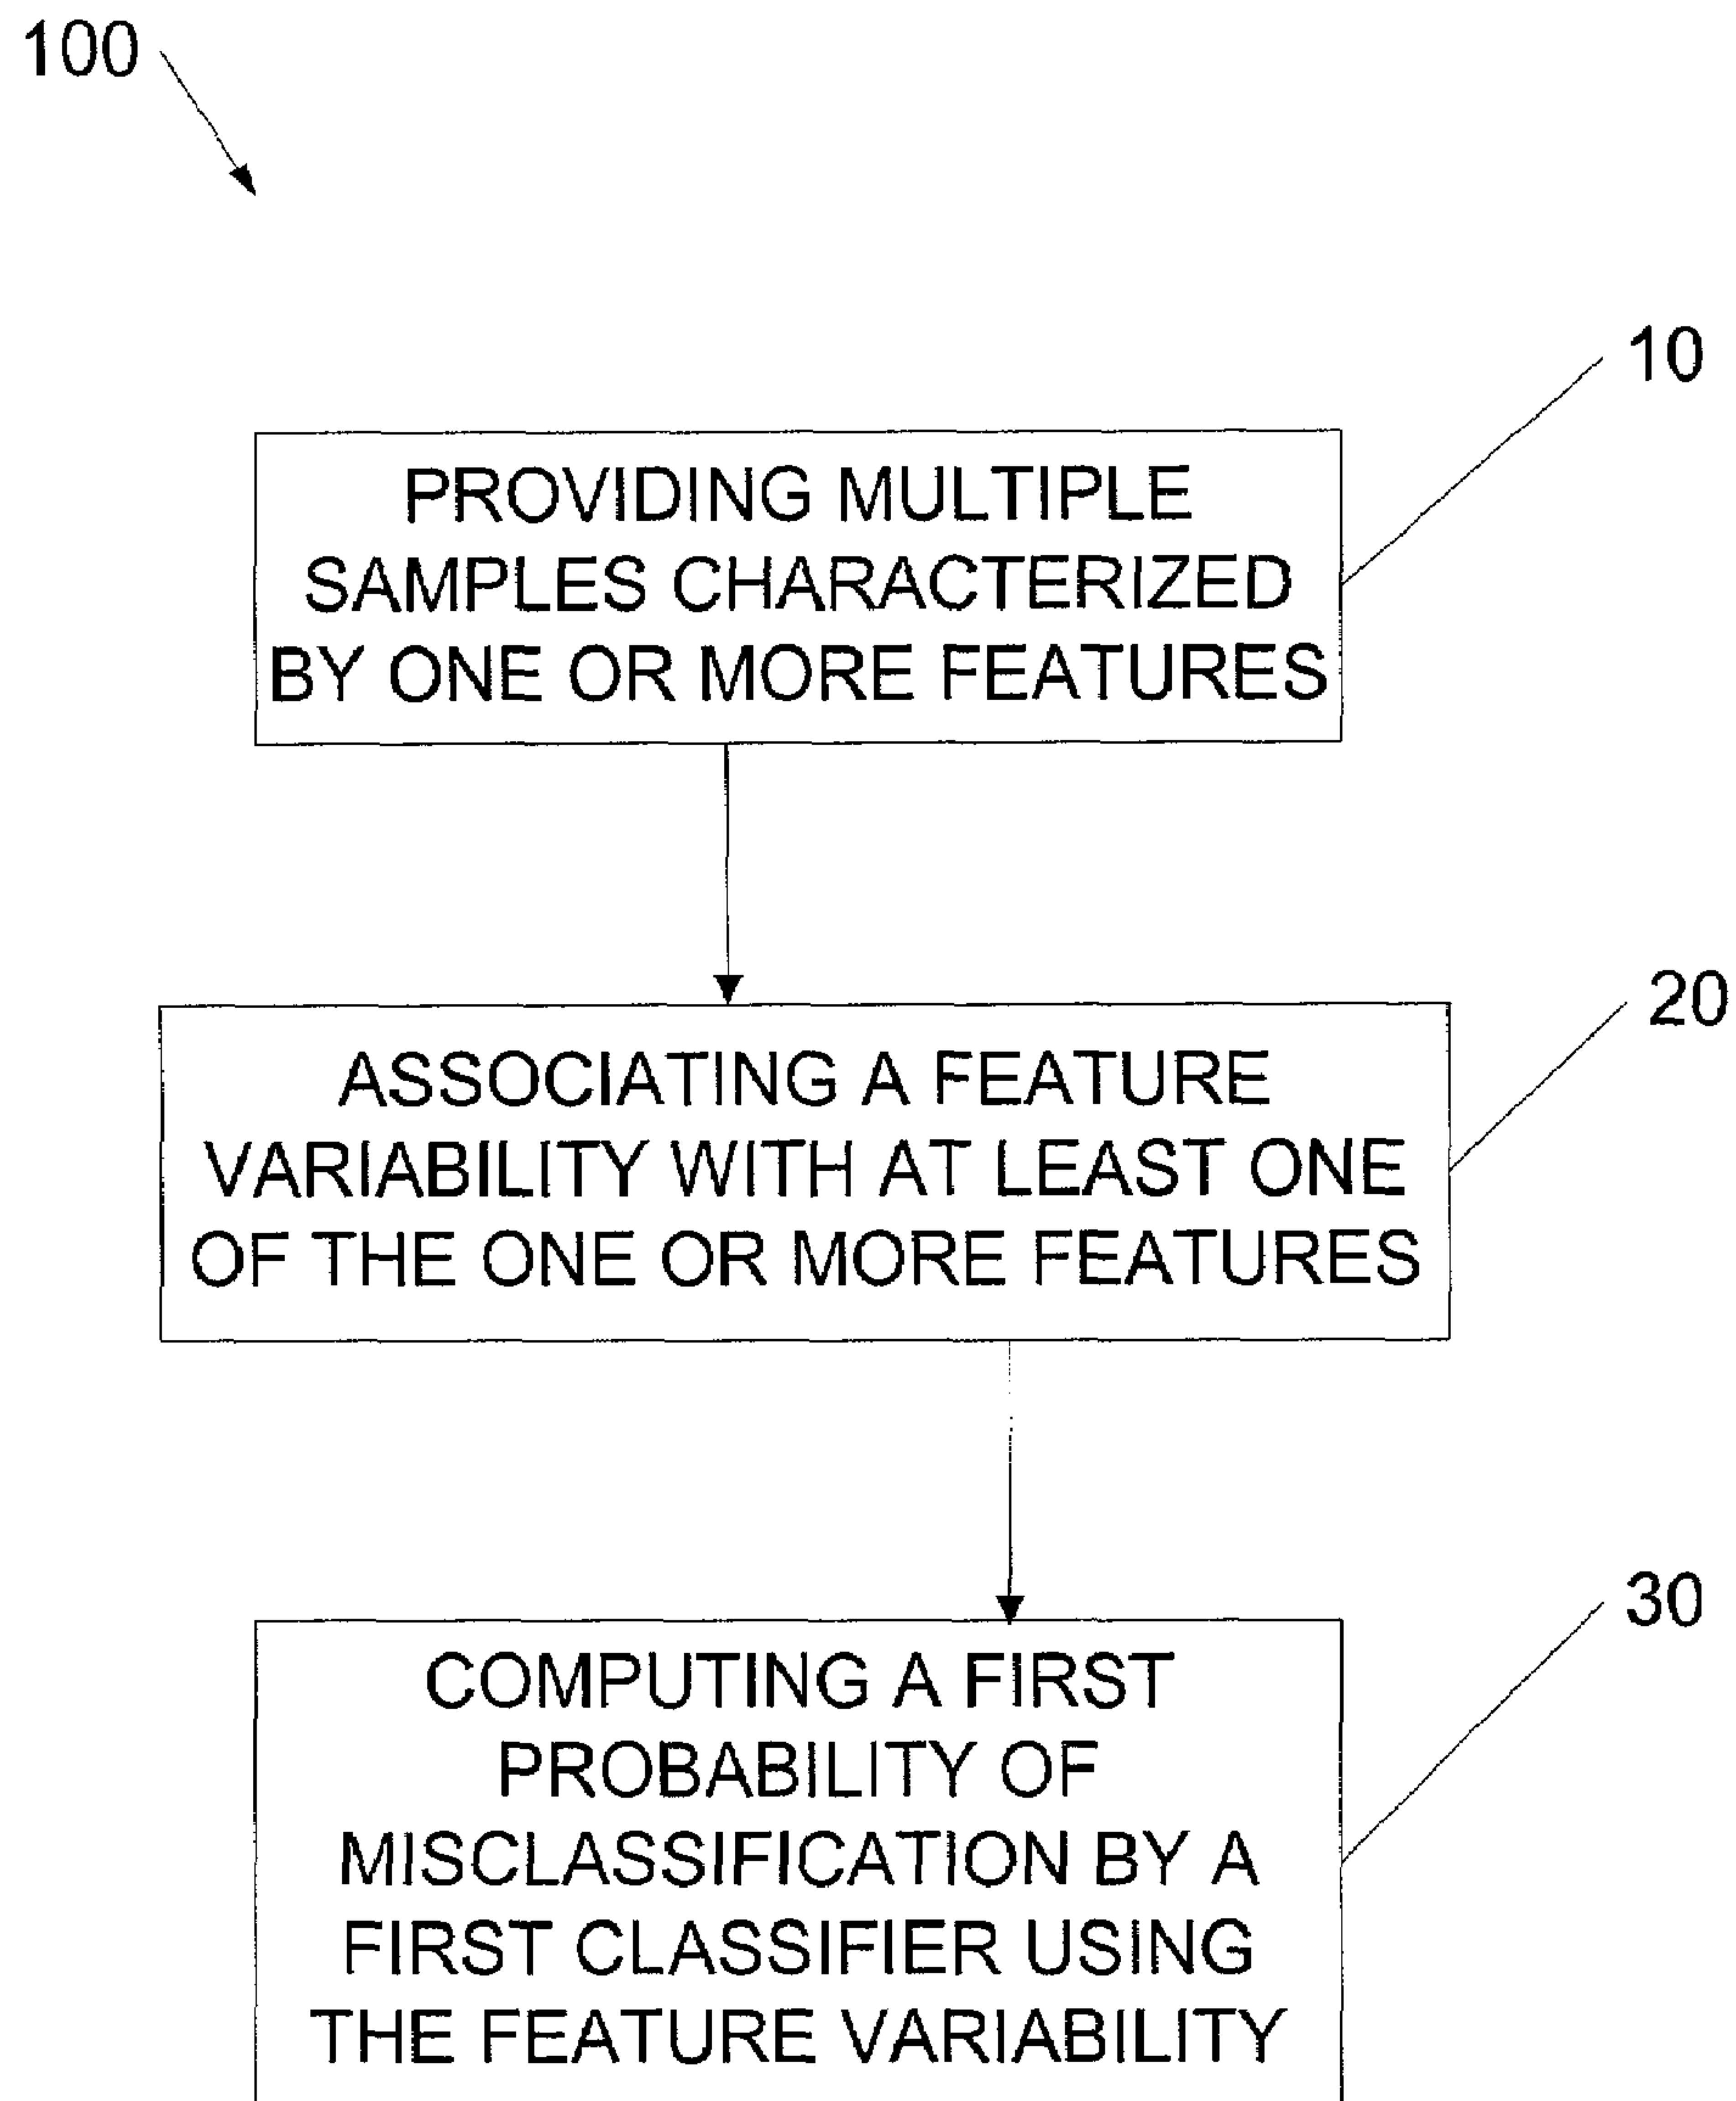 100
10
PROVIDING MULTIPLE
SAMPLES CHARACTERIZED
BY ONE OR MORE FEATURES
20
ASSOCIATING A FEATURE
VARIABILITY WITH AT LEAST ONE
OF THE ONE OR MORE FEATURES
30
COMPUTING A FIRST
PROBABILITY OF
MISCLASSIFICATION BY A
FIRST CLASSIFIER USING
THE FEATURE VARIABILITY